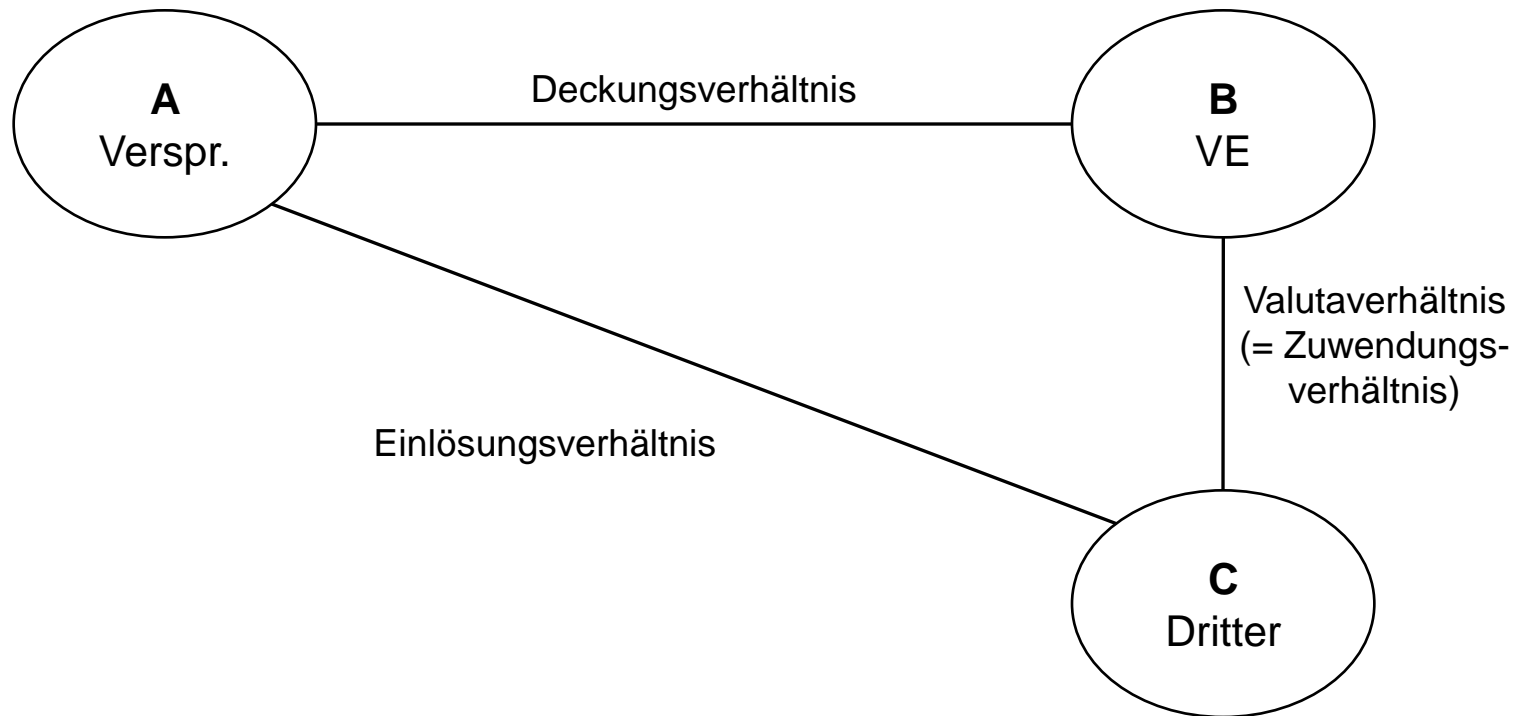 A
Verspr.
Deckungsverhältnis
B
VE
Valutaverhältnis
(= Zuwendungs-
verhältnis)
Einlösungsverhältnis
C
Dritter